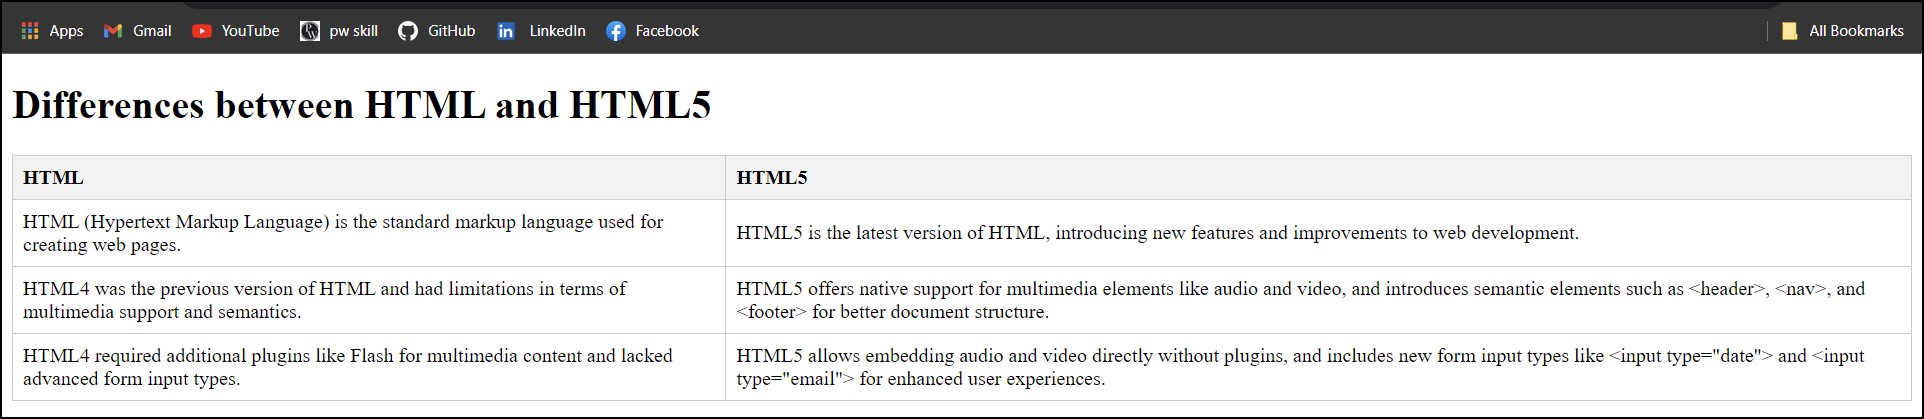 Apps Gmail YouTube pw skill GitHub LinkedIn Facebook All Bookmarks
Differences between HTML and HTML5
HTML HTML5
HTML (Hypertext Markup Language) is the standard markup language used for
creating web pages.
HTML5 is the latest version of HTML, introducing new features and improvements to web development.
HTML4 was the previous version of HTML and had limitations in terms of
multimedia support and semantics.
HTML5 offers native support for multimedia elements like audio and video, and introduces semantic elements such as <header>, <nav>, and
<footer> for better document structure.
HTML4 required additional plugins like Flash for multimedia content and lacked
advanced form input types.
HTML5 allows embedding audio and video directly without plugins, and includes new form input types like <input type="date"> and <input
type="email"> for enhanced user experiences.